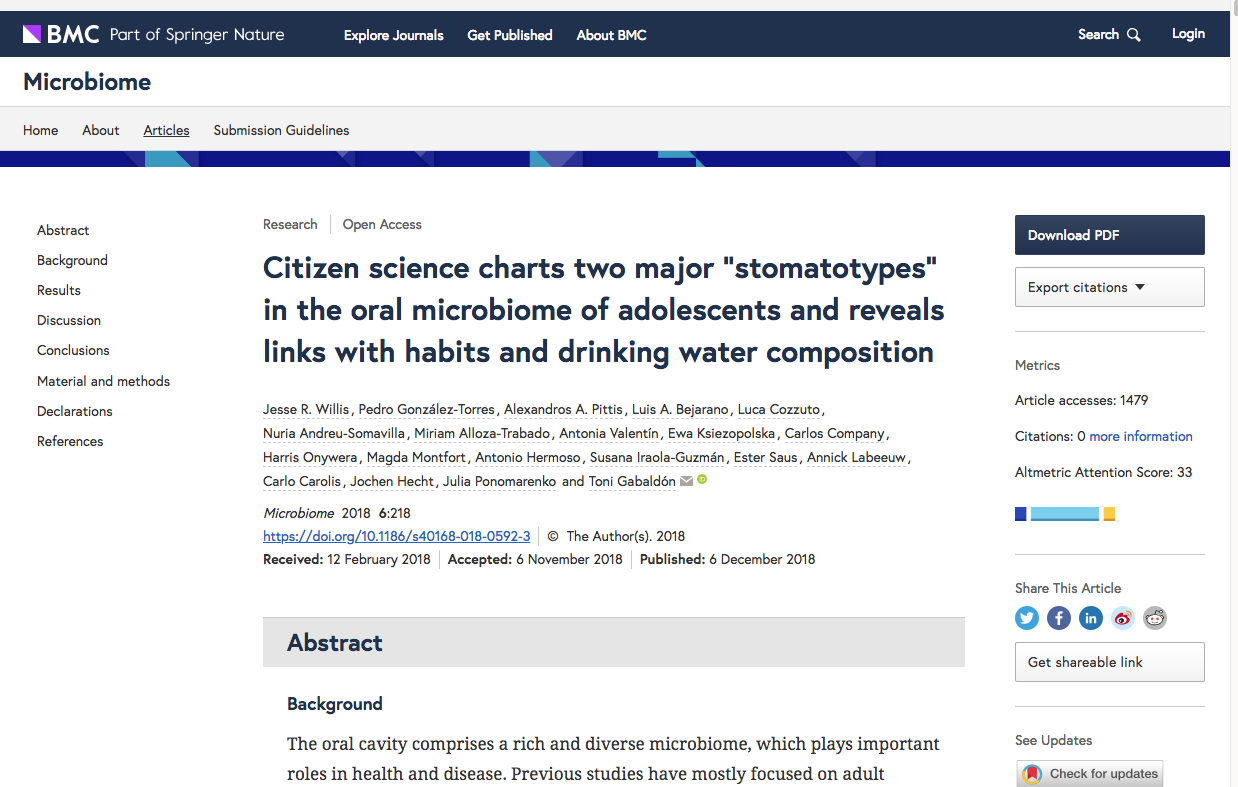 BMC Part of Springer Nature
Explore Journals Get Published About BMC
Search Login
Microbiome
Home About Articles Submission Guidelines
Abstract
Background
Results
Discussion
Conclusions
Material and methods
Declarations
References
Research Open Access
Citizen science charts two major "stomatotypes"
in the oral microbiome of adolescents and reveals
links with habits and drinking water composition
Jesse R. Willis, Pedro González-Torres, Alexandros A. Pittis, Luis A. Bejarano, Luca Cozzuto,
Nuria Andreu-Somavilla, Miriam Alloza-Trabado, Antonia Valentín, Ewa Ksiezopolska, Carlos Company,
Harris Onywera, Magda Montfort, Antonio Hermoso, Susana Iraola-Guzmán, Ester Saus, Annick Labeeuw,
Carlo Carolis, Jochen Hecht, Julia Ponomarenko and Toni Gabaldón iD
Microbiome 2018 6:218
https://doi.org/10.1186/s40168-018-0592-3 © The Author(s). 2018
Received: 12 February 2018 Accepted: 6 November 2018 Published: 6 December 2018
Abstract
Background
The oral cavity comprises a rich and diverse microbiome, which plays important
roles in health and disease. Previous studies have mostly focused on adult
Download PDF
Export citations
Metrics
Article accesses: 1479
Citations: 0 more information
Altmetric Attention Score: 33
Share This Article
Get shareable link
See Updates
Check for updates